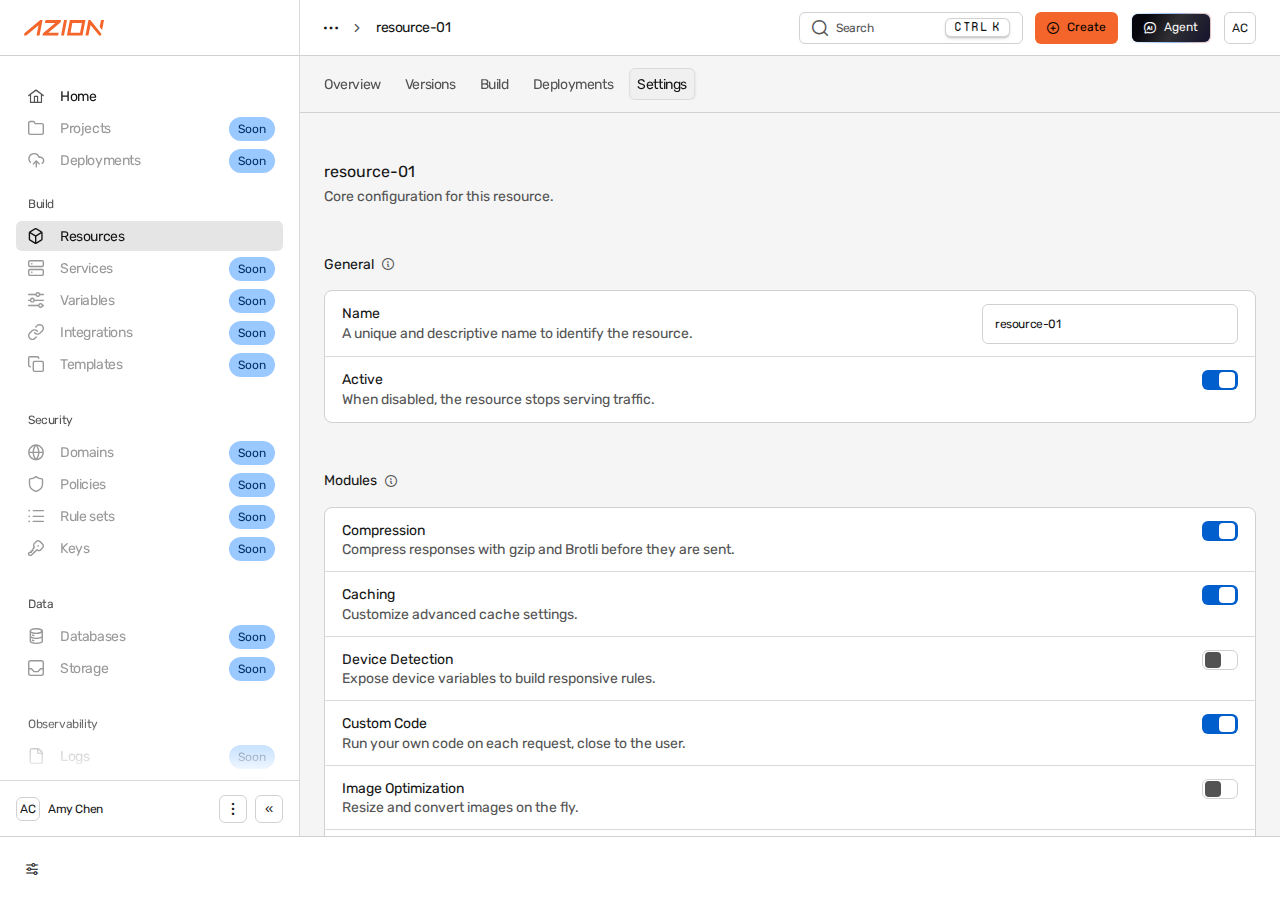 AZION
resource-01
Search
CTRL K
Create
AI
Agent
AC
Home
Projects
Soon
Deployments
Soon
Build
Resources
Services
Soon
Variables
Soon
Integrations
Soon
Templates
Soon
Security
Domains
Soon
Policies
Soon
Rule sets
Soon
Keys
Soon
Data
Databases
Soon
Storage
Soon
Observability
Logs
Soon
AC
Amy Chen
Overview
Versions
Build
Deployments
Settings
resource-01
Core configuration for this resource.
General
Name
A unique and descriptive name to identify the resource.
resource-01
Active
When disabled, the resource stops serving traffic.
Modules
Compression
Compress responses with gzip and Brotli before they are sent.
Caching
Customize advanced cache settings.
Device Detection
Expose device variables to build responsive rules.
Custom Code
Run your own code on each request, close to the user.
Image Optimization
Resize and convert images on the fly.